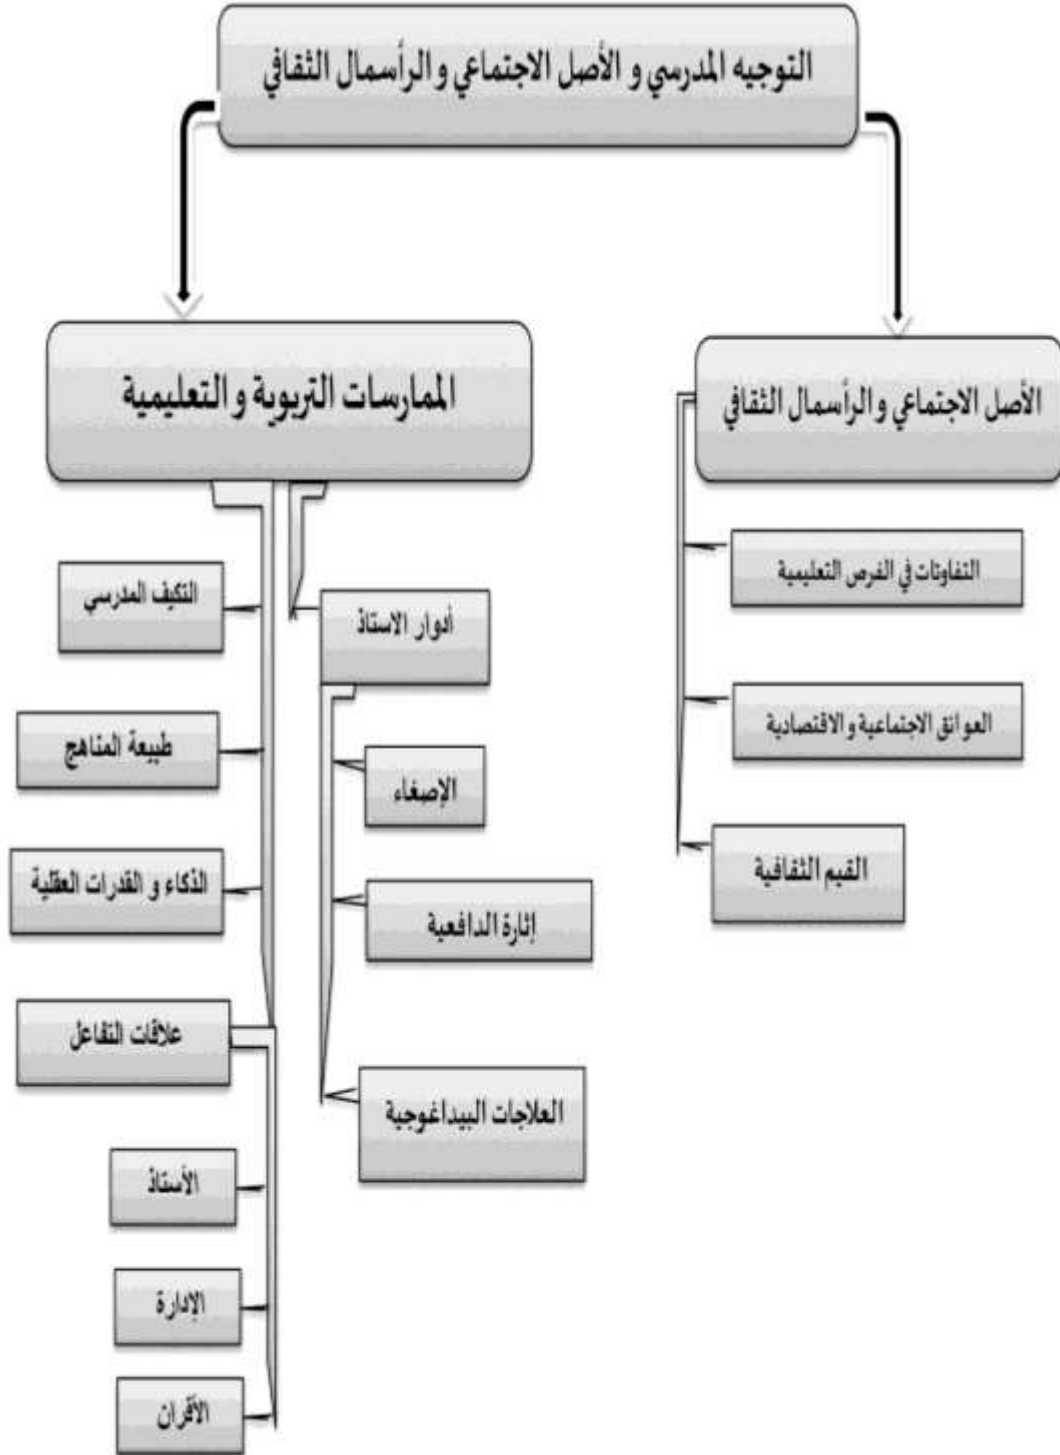 التوجيه المدرسي و الأصل الاجتماعي و الرأسمال الثقافي
الأصل الاجتماعي و الرأسمال الثقافي
التفاوتات في الفرص التعليمية
العوائق الاجتماعية و الاقتصادية
القيم الثقافية
الممارسات التربوية و التعليمية
أدوار الاستاذ
الإصغاء
إثارة الدافعية
العلاجات البيداغوجية
التكيف المدرسي
طبيعة المناهج
الذكاء و القدرات العقلية
علاقات التفاعل
الأستاذ
الإدارة
الأقران